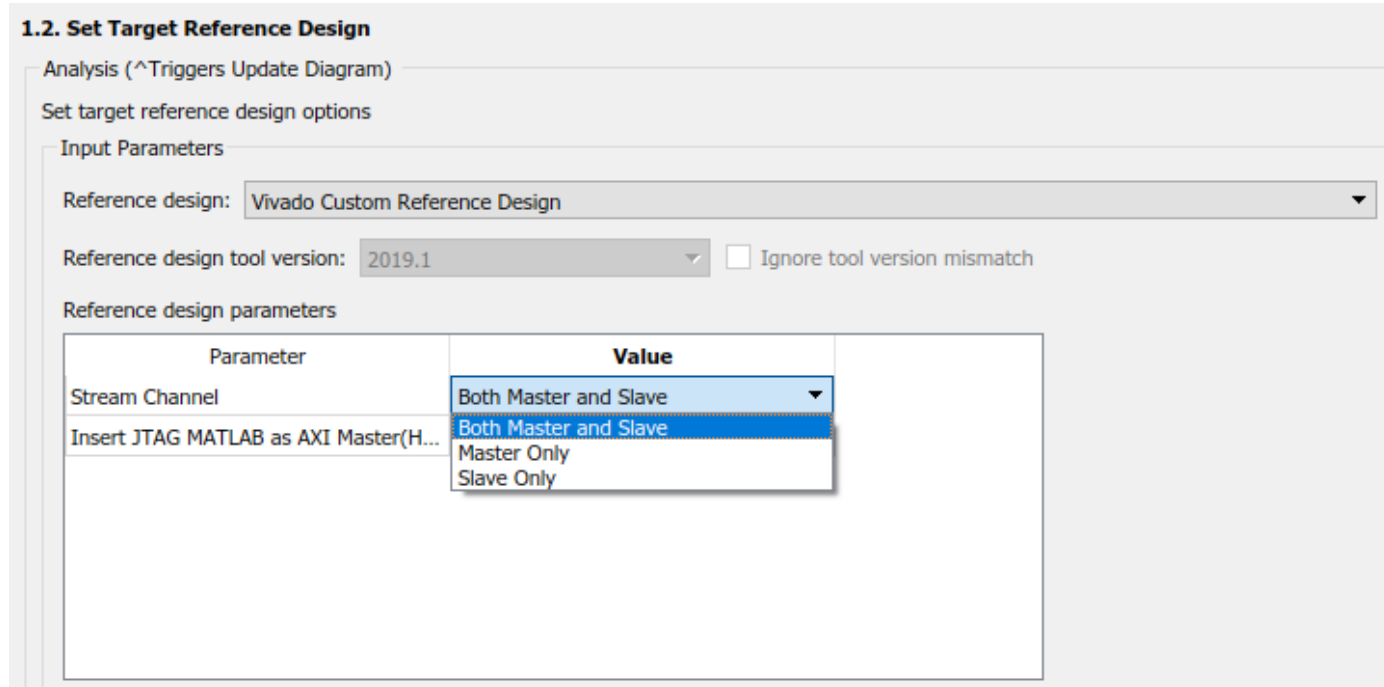 1.2. Set Target Reference Design
Analysis (^Triggers Update Diagram)
Set target reference design options
Input Parameters
Reference design: Vivado Custom Reference Design
Reference design tool version: 2019.1 Ignore tool version mismatch
Reference design parameters
Parameter Value
Stream Channel Both Master and Slave
Insert JTAG MATLAB as AXI Master(H... Both Master and Slave
Master Only
Slave Only